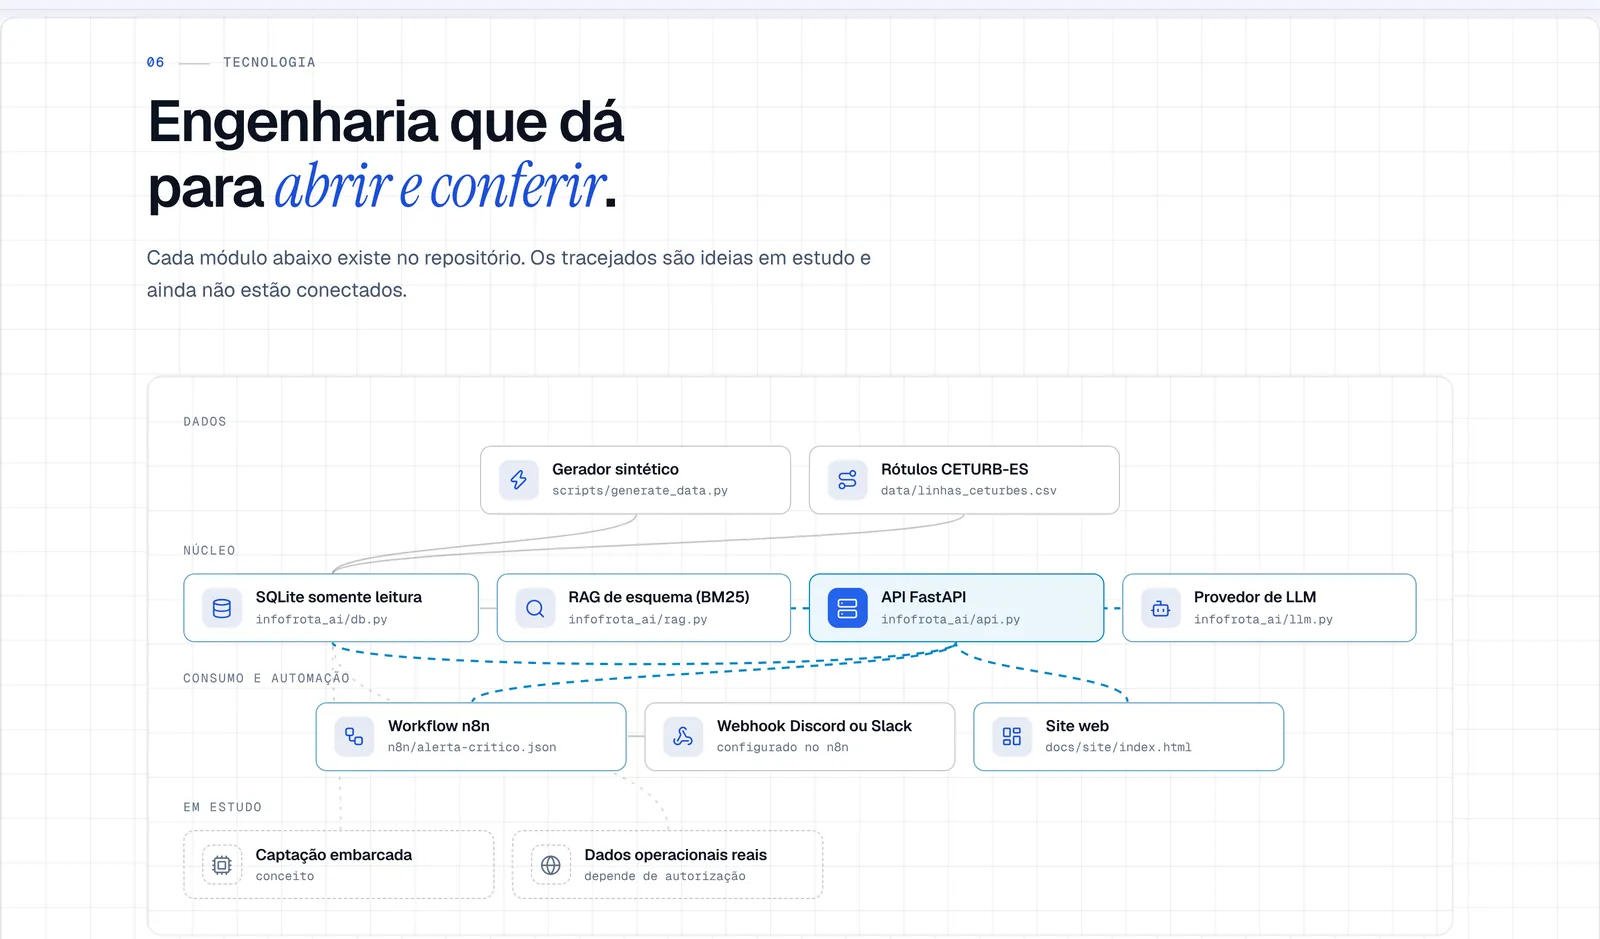 06 TECNOLOGIA
Engenharia que dá
para abrir e conferir.
Cada módulo abaixo existe no repositório. Os tracejados são ideias em estudo e
ainda não estão conectados.
DADOS
Gerador sintético
scripts/generate_data.py
Rótulos CETURB-ES
data/linhas_ceturbes.csv
NÚCLEO
SQLite somente leitura
infofrota_ai/db.py
RAG de esquema (BM25)
infofrota_ai/rag.py
API FastAPI
infofrota_ai/api.py
Provedor de LLM
infofrota_ai/llm.py
CONSUMO E AUTOMAÇÃO
Workflow n8n
n8n/alerta-critico.json
Webhook Discord ou Slack
configurado no n8n
Site web
docs/site/index.html
EM ESTUDO
Captação embarcada
conceito
Dados operacionais reais
depende de autorização